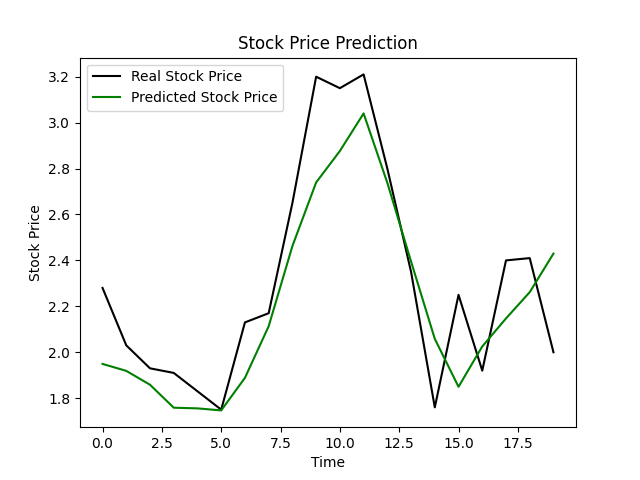 Stock Price Prediction
Real Stock Price
Predicted Stock Price
Stock Price
3.2
3.0
2.8
2.6
2.4
2.2
2.0
1.8
0.0 2.5 5.0 7.5 10.0 12.5 15.0 17.5
Time